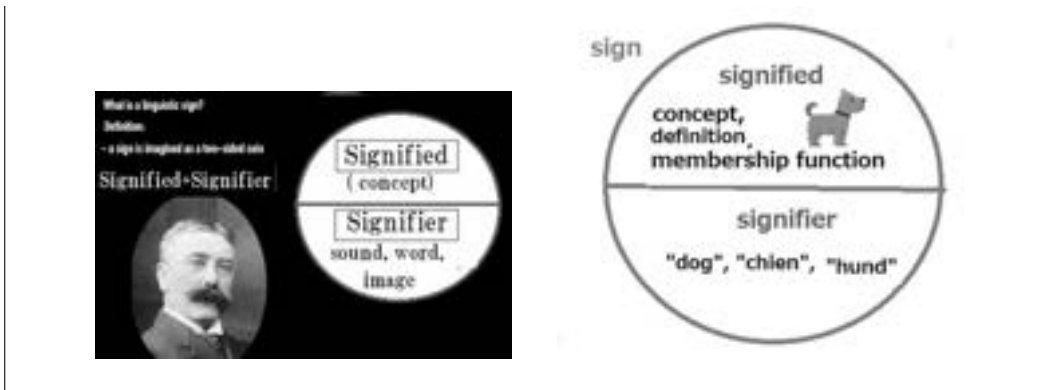 What is a linguistic sign?
Definition:
- a sign is imagined as a two-sided coin
Signified+Signifier
Signified
( concept)
Signifier
sound, word,
image
sign
signified
concept,
definition,
membership function
signifier
"dog", "chien", "hund"